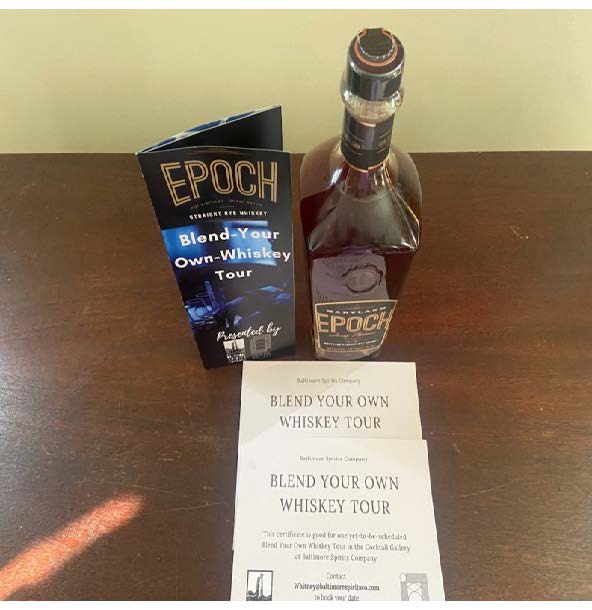 EPOCH
STRAIGHT RYE WHISKEY
Blend-Your
Own-Whiskey
Tour
Presented by
MARYLAND
EPOCH
Baltimore Spirits Company
BLEND YOUR OWN
WHISKEY TOUR
Baltimore Spirits Company
BLEND YOUR OWN
WHISKEY TOUR
This certificate is good for one yet-to-be-scheduled
Blend Your Own Whiskey Tour in the Cocktail Gallery
at Baltimore Spirits Company
Contact
Whitney@baltimorespiritsco.com
to book your date